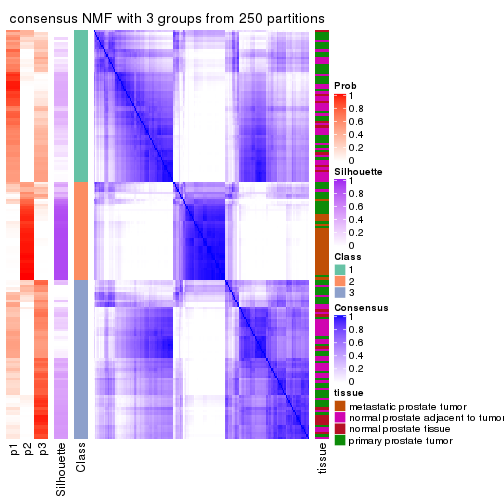 consensus NMF with 3 groups from 250 partitions
Prob
1
0.8
0.6
0.4
0.2
0
Silhouette
1
0.8
0.6
0.4
0.2
0
Class
1
2
3
Consensus
1
0.8
0.6
0.4
0.2
0
tissue
metastatic prostate tumor
normal prostate adjacent to tumor
normal prostate tissue
primary prostate tumor
p1
p2
p3
Silhouette
Class
tissue